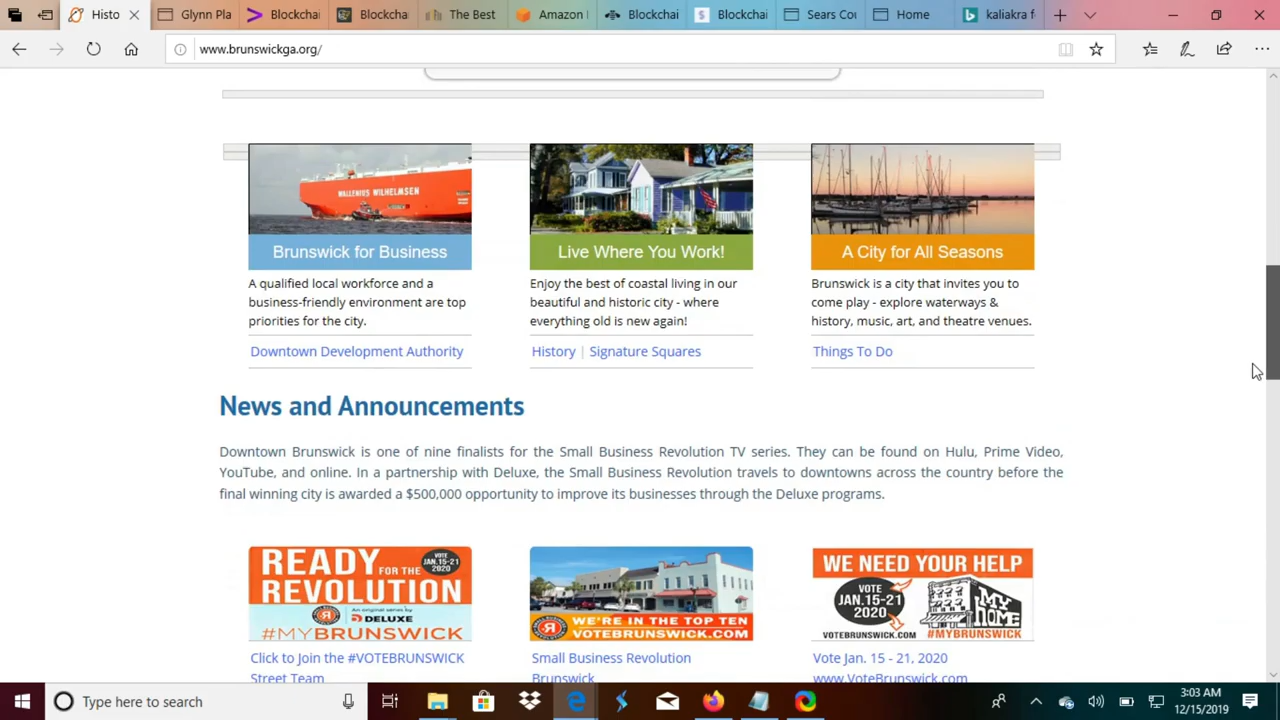 Histo
Glynn Pla
Blockchai
Blockcha
The Best
Amazon
Blockchai
Blockchai
Sears Cou
Home
kaliakra f
www.brunswickga.org/
WALLENIUS WILHELMSEN
Brunswick for Business
A qualified local workforce and a
business-friendly environment are top
priorities for the city.
Downtown Development Authority
Live Where You Work!
Enjoy the best of coastal living in our
beautiful and historic city - where
everything old is new again!
History | Signature Squares
A City for All Seasons
Brunswick is a city that invites you to
come play - explore waterways &
history, music, art, and theatre venues.
Things To Do
News and Announcements
Downtown Brunswick is one of nine finalists for the Small Business Revolution TV series. They can be found on Hulu, Prime Video,
YouTube, and online. In a partnership with Deluxe, the Small Business Revolution travels to downtowns across the country before the
final winning city is awarded a $500,000 opportunity to improve its businesses through the Deluxe programs.
READY FOR THE
REVOLUTION
VOTE
JAN.15-21
2020
An original series by
DELUXE
#MYBRUNSWICK
Click to Join the #VOTEBRUNSWICK
Street Team
WE'RE IN THE TOP TEN
VOTEBRUNSWICK.COM
Small Business Revolution
Brunswick
WE NEED YOUR HELP
VOTE
JAN.15-21
2020
MY
HOME
VOTEBRUNSWICK.COM
#MYBRUNSWICK
Vote Jan. 15 - 21, 2020
www.VoteBrunswick.com
Type here to search
3:03 AM
12/15/2019